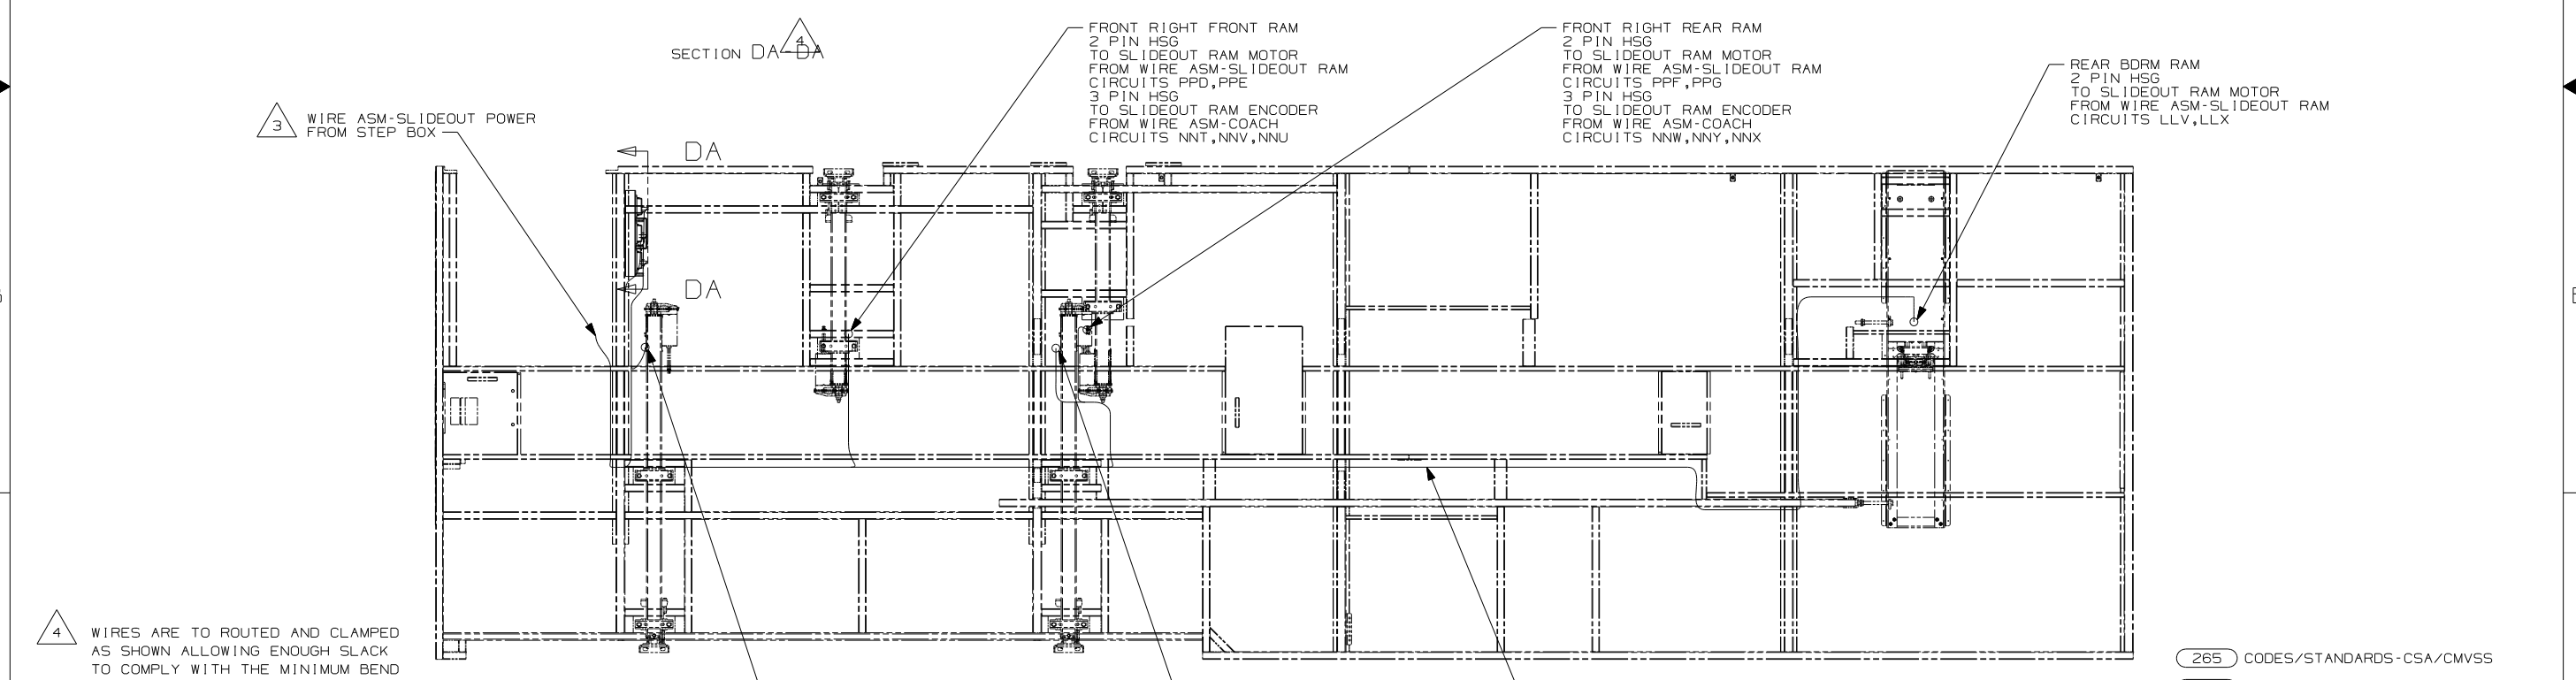 SECTION DA-DA
4
FRONT RIGHT FRONT RAM
2 PIN HSG
TO SLIDEOUT RAM MOTOR
FROM WIRE ASM-SLIDEOUT RAM
CIRCUITS PPD,PPE
3 PIN HSG
TO SLIDEOUT RAM ENCODER
FROM WIRE ASM-COACH
CIRCUITS NNT,NNV,NNU
FRONT RIGHT REAR RAM
2 PIN HSG
TO SLIDEOUT RAM MOTOR
FROM WIRE ASM-SLIDEOUT RAM
CIRCUITS PPF,PPG
3 PIN HSG
TO SLIDEOUT RAM ENCODER
FROM WIRE ASM-COACH
CIRCUITS NNW,NNY,NNX
REAR BDRM RAM
2 PIN HSG
TO SLIDEOUT RAM MOTOR
FROM WIRE ASM-SLIDEOUT RAM
CIRCUITS LLV,LLX
3
WIRE ASM-SLIDEOUT POWER
FROM STEP BOX
DA
DA
4
WIRES ARE TO ROUTED AND CLAMPED
AS SHOWN ALLOWING ENOUGH SLACK
TO COMPLY WITH THE MINIMUM BEND
265 CODES/STANDARDS-CSA/CMVSS